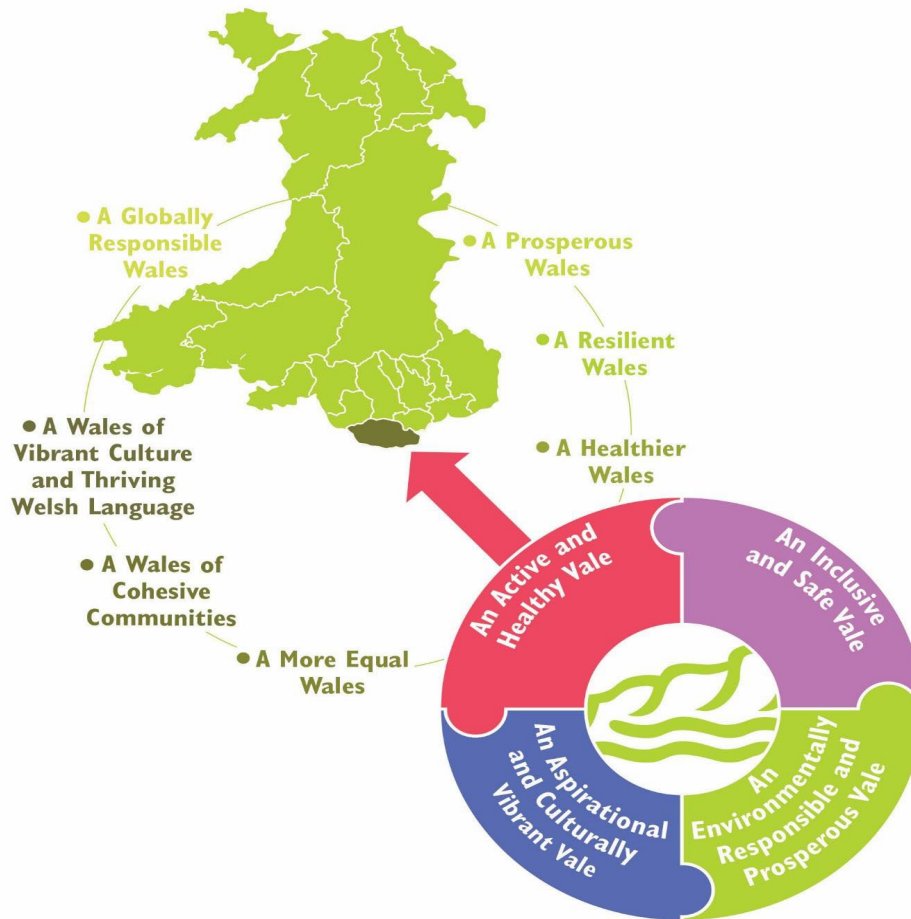 • A Globally
Responsible
Wales
• A Prosperous
Wales
• A Resilient
Wales
• A Healthier
Wales
• A Wales of
Vibrant Culture
and Thriving
Welsh Language
• A Wales of
Cohesive
Communities
• A More Equal
Wales
An Active and
Healthy Vale
An Inclusive
and Safe Vale
An Aspirational
and Culturally
Vibrant Vale
An
Environmentally
Responsible and
Prosperous Vale